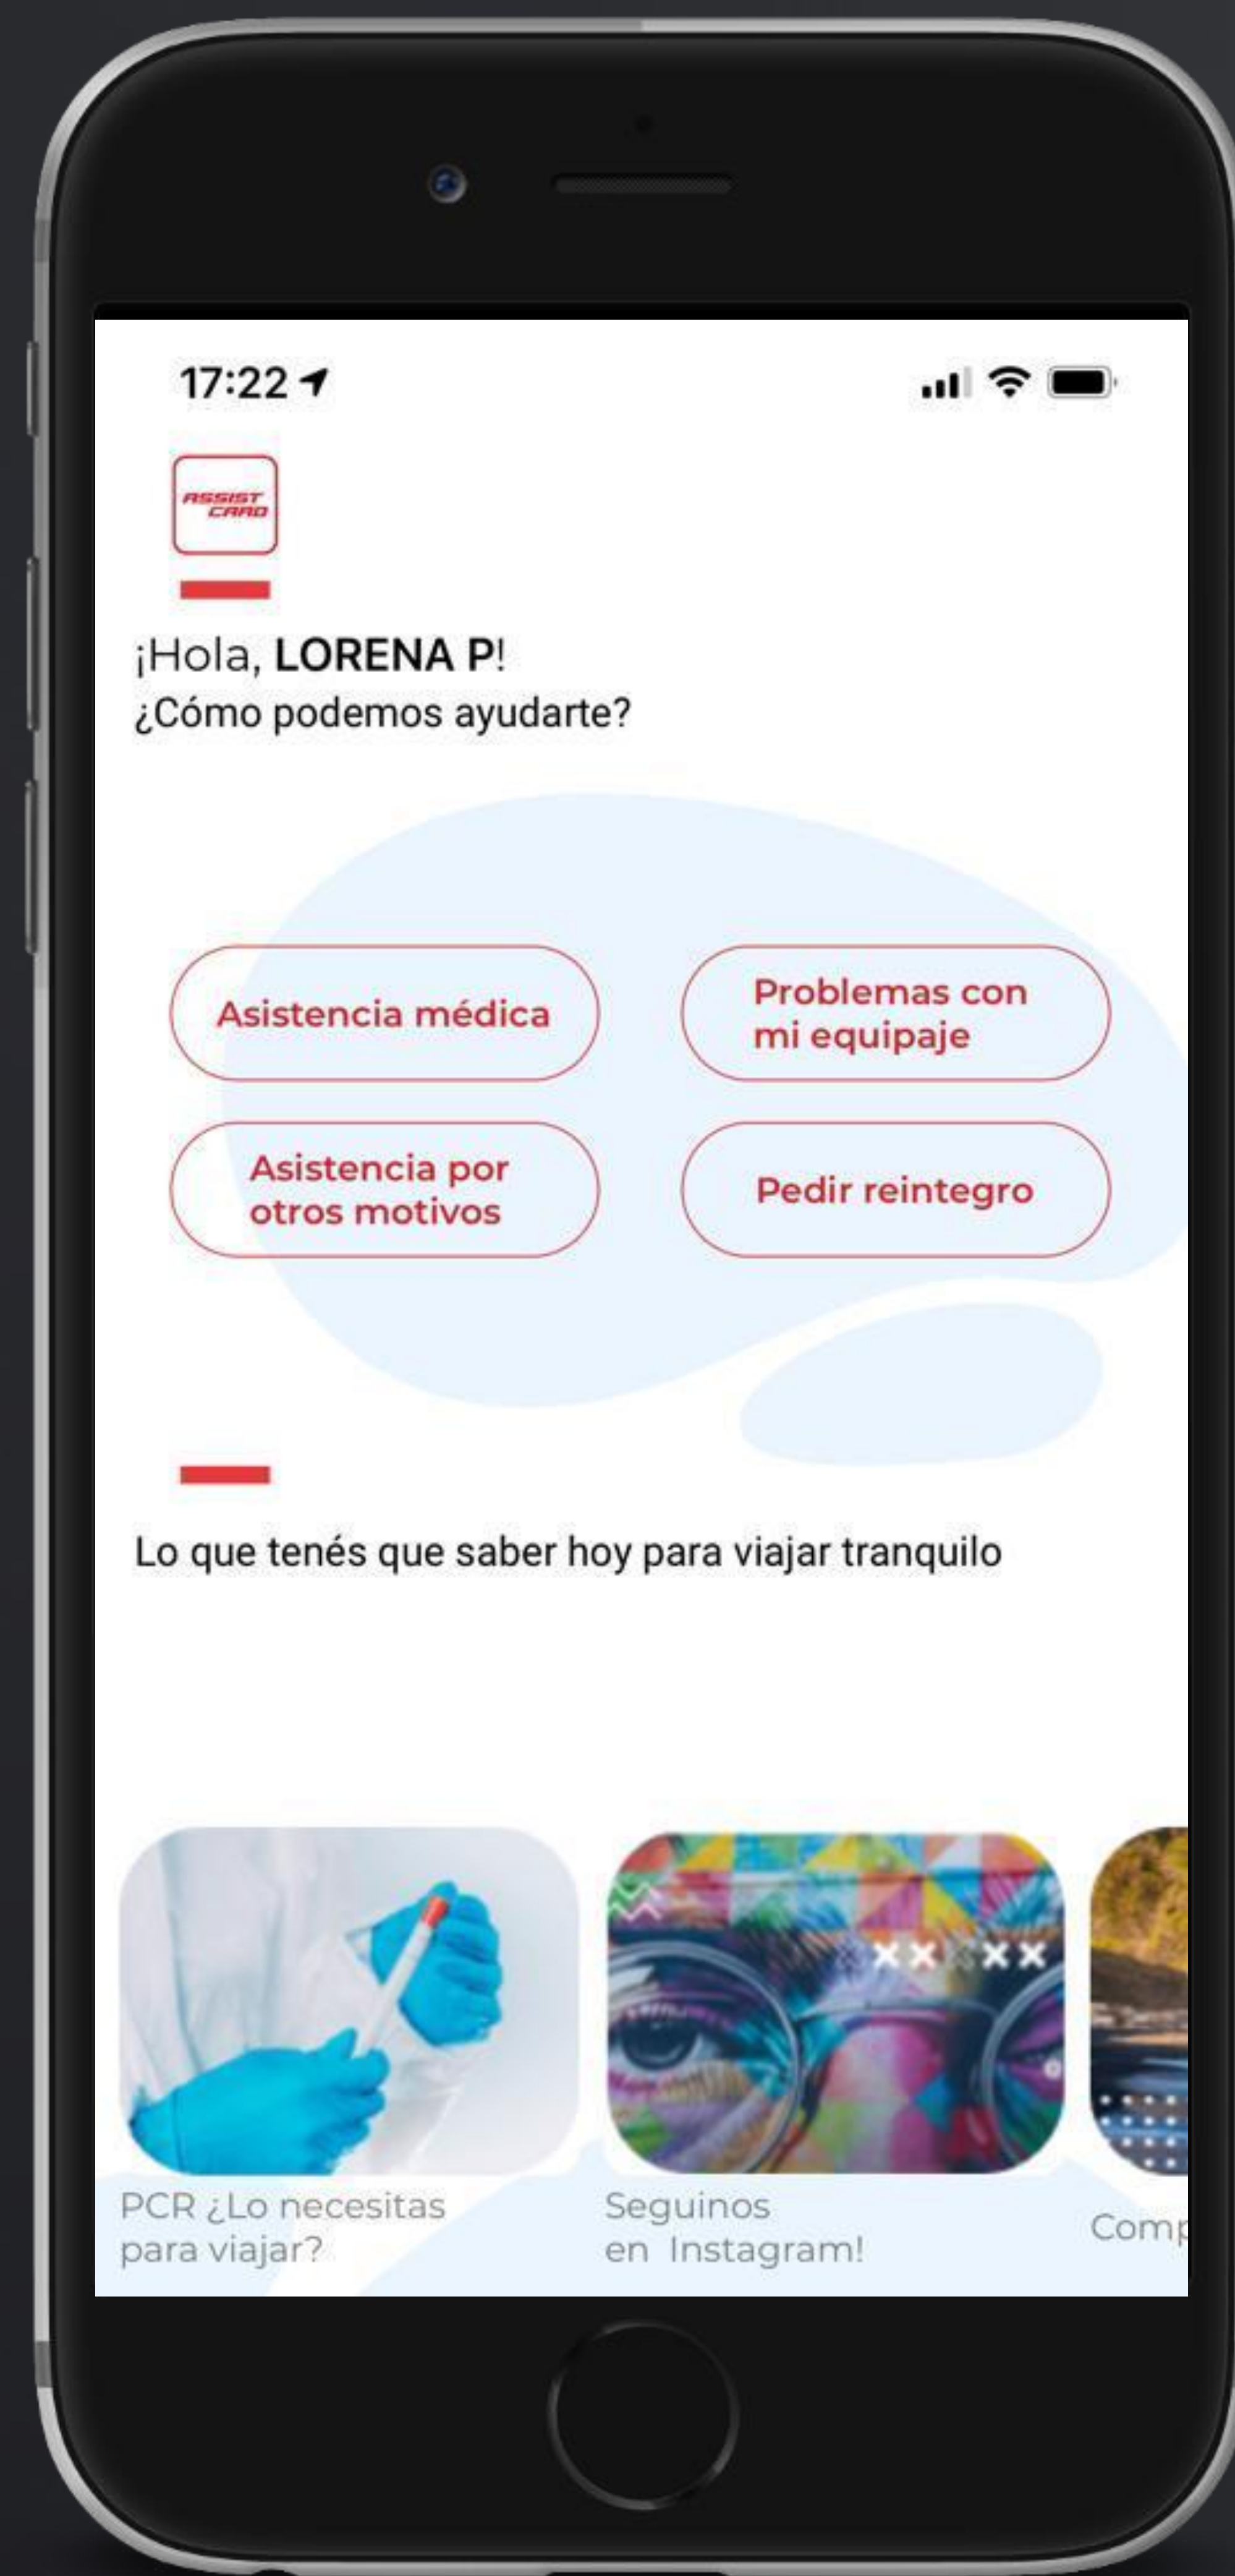 17:22
ASSIST
CARD
¡Hola, LORENA P!
¿Cómo podemos ayudarte?
Asistencia médica
Problemas con
mi equipaje
Asistencia por
otros motivos
Pedir reintegro
Lo que tenés que saber hoy para viajar tranquilo
PCR ¿Lo necesitas
para viajar?
Seguinos
en Instagram!